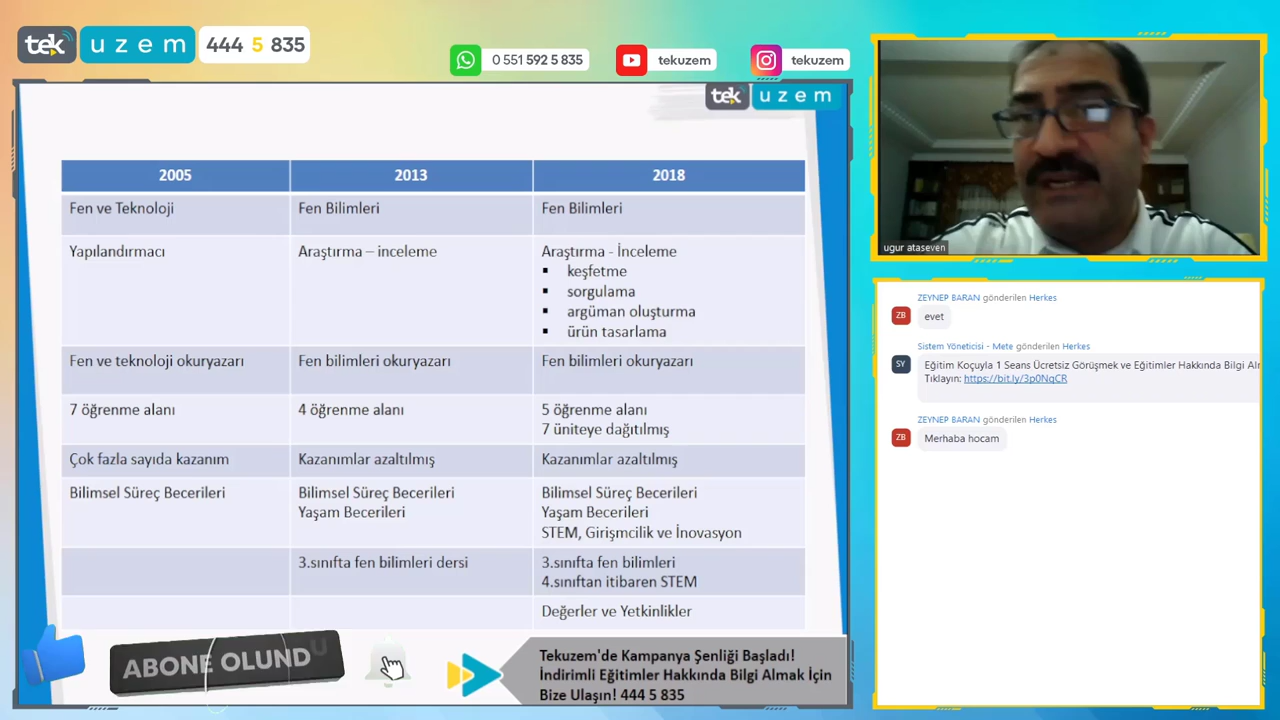 tek uzem 444 5 835
0 551 592 5 835
tekuzem
tekuzem
tek uzem
2005 2013 2018
Fen ve Teknoloji Fen Bilimleri Fen Bilimleri
Yapılandırmacı Araştırma – inceleme Araştırma - İnceleme
▪ keşfetme
▪ sorgulama
▪ argüman oluşturma
▪ ürün tasarlama
Fen ve teknoloji okuryazarı Fen bilimleri okuryazarı Fen bilimleri okuryazarı
7 öğrenme alanı 4 öğrenme alanı 5 öğrenme alanı
7 üniteye dağıtılmış
Çok fazla sayıda kazanım Kazanımlar azaltılmış Kazanımlar azaltılmış
Bilimsel Süreç Becerileri Bilimsel Süreç Becerileri Bilimsel Süreç Becerileri
Yaşam Becerileri Yaşam Becerileri
STEM, Girişmcilik ve İnovasyon
3.sınıfta fen bilimleri dersi 3.sınıfta fen bilimleri
4.sınıftan itibaren STEM
Değerler ve Yetkinlikler
ABONE OLUNDU
Tekuzem'de Kampanya Şenliği Başladı!
İndirimli Eğitimler Hakkında Bilgi Almak İçin
Bize Ulaşın! 444 5 835
ugur ataseven
ZEYNEP BARAN gönderilen Herkes
ZB evet
Sistem Yöneticisi - Mete gönderilen Herkes
SY Eğitim Koçuyla 1 Seans Ücretsiz Görüşmek ve Eğitimler Hakkında Bilgi Alr
Tıklayın: https://bit.ly/3p0NqCR
ZEYNEP BARAN gönderilen Herkes
ZB Merhaba hocam